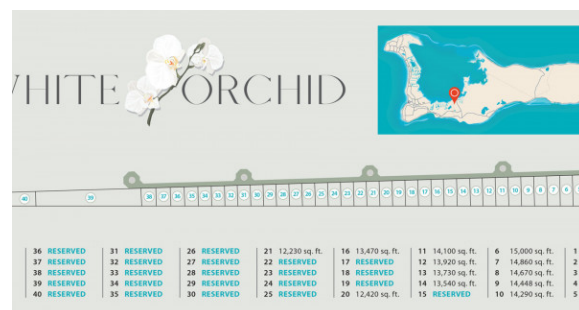 WHITE ORCHID
40 39 38 37 36 35 34 33 32 31 30 29 28 27 26 25 24 23 22 21 20 19 18 17 16 15 14 13 12 11 10 9 8 7 6
36 RESERVED 31 RESERVED 26 RESERVED 21 12,230 sq. ft. 16 13,470 sq. ft. 11 14,100 sq. ft. 6 15,000 sq. ft. 1
37 RESERVED 32 RESERVED 27 RESERVED 22 RESERVED 17 RESERVED 12 13,920 sq. ft. 7 14,860 sq. ft. 2
38 RESERVED 33 RESERVED 28 RESERVED 23 RESERVED 18 RESERVED 13 13,730 sq. ft. 8 14,670 sq. ft. 3
39 RESERVED 34 RESERVED 29 RESERVED 24 RESERVED 19 RESERVED 14 13,540 sq. ft. 9 14,448 sq. ft. 4
40 RESERVED 35 RESERVED 30 RESERVED 25 RESERVED 20 12,420 sq. ft. 15 RESERVED 10 14,290 sq. ft. 5